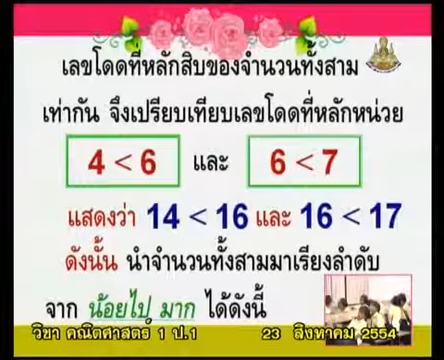 เลขโดดที่หลักสิบของจำนวนทั้งสาม
เท่ากัน จึงเปรียบเทียบเลขโดดที่หลักหน่วย
4 < 6 และ 6 < 7
แสดงว่า 14 < 16 และ 16 < 17
ดังนั้น นำจำนวนทั้งสามมาเรียงลำดับ
จาก น้อยไป มาก ได้ดังนี้
วิชา คณิตศาสตร์ 1 ป.1 23 สิงหาคม 2554